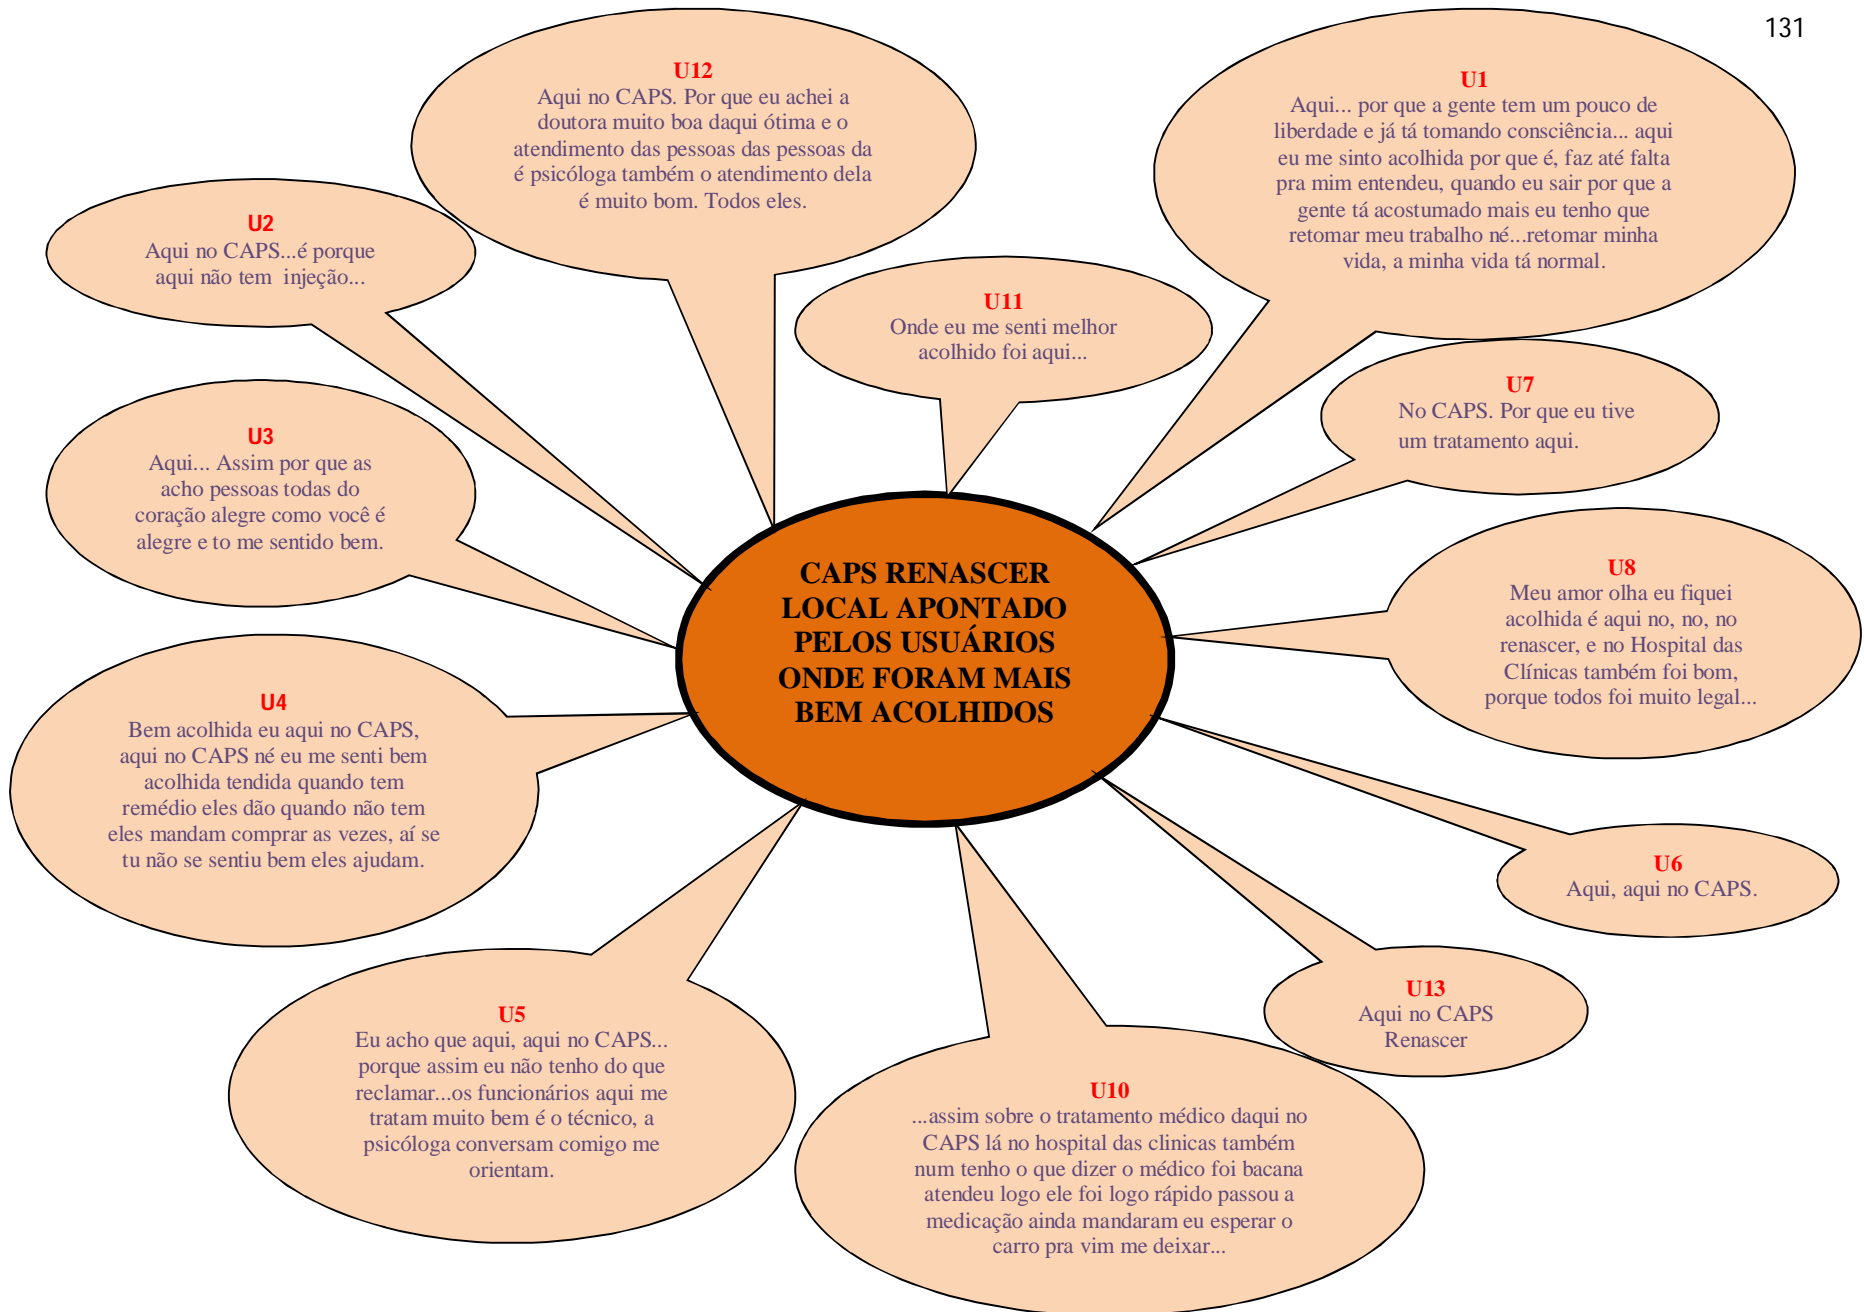 131
U12
Aqui no CAPS. Por que eu achei a
doutora muito boa daqui ótima e o
atendimento das pessoas das pessoas da
é psicóloga também o atendimento dela
é muito bom. Todos eles.
U1
Aqui... por que a gente tem um pouco de
liberdade e já tá tomando consciência... aqui
eu me sinto acolhida por que é, faz até falta
pra mim entendeu, quando eu sair por que a
gente tá acostumado mais eu tenho que
retomar meu trabalho né...retomar minha
vida, a minha vida tá normal.
U2
Aqui no CAPS...é porque
aqui não tem injeção...
U11
Onde eu me senti melhor
acolhido foi aqui...
U7
No CAPS. Por que eu tive
um tratamento aqui.
U3
Aqui... Assim por que as
acho pessoas todas do
coração alegre como você é
alegre e to me sentido bem.
CAPS RENASCER
LOCAL APONTADO
PELOS USUÁRIOS
ONDE FORAM MAIS
BEM ACOLHIDOS
U8
Meu amor olha eu fiquei
acolhida é aqui no, no, no
renascer, e no Hospital das
Clínicas também foi bom,
porque todos foi muito legal...
U4
Bem acolhida eu aqui no CAPS,
aqui no CAPS né eu me senti bem
acolhida tendida quando tem
remédio eles dão quando não tem
eles mandam comprar as vezes, aí se
tu não se sentiu bem eles ajudam.
U6
Aqui, aqui no CAPS.
U13
Aqui no CAPS
Renascer
U5
Eu acho que aqui, aqui no CAPS...
porque assim eu não tenho do que
reclamar...os funcionários aqui me
tratam muito bem é o técnico, a
psicóloga conversam comigo me
orientam.
U10
...assim sobre o tratamento médico daqui no
CAPS lá no hospital das clinicas também
num tenho o que dizer o médico foi bacana
atendeu logo ele foi logo rápido passou a
medicação ainda mandaram eu esperar o
carro pra vim me deixar...